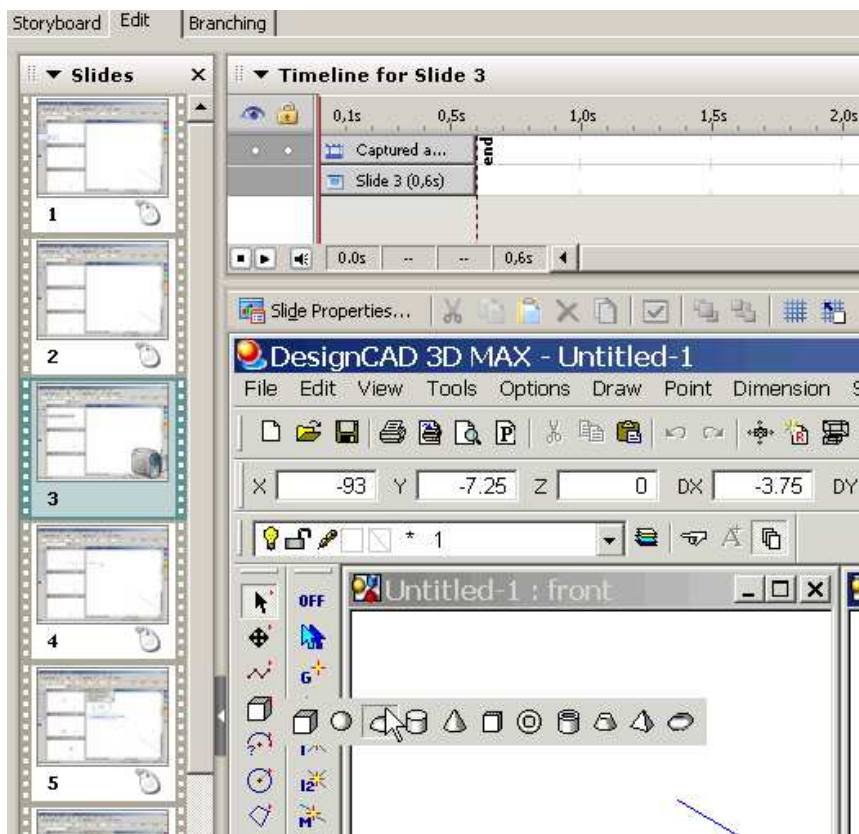 Storyboard Edit Branching
Slides
Timeline for Slide 3
0,1s 0,5s 1,0s 1,5s 2,0s
Captured a...
end
Slide 3 (0,6s)
1
0.0s -- -- 0,6s
Slide Properties...
2
DesignCAD 3D MAX - Untitled-1
File Edit View Tools Options Draw Point Dimension S
X -93 Y -7.25 Z 0 DX -3.75 DY
3
* 1
Untitled-1 : front
OFF
G
4
12
M
5